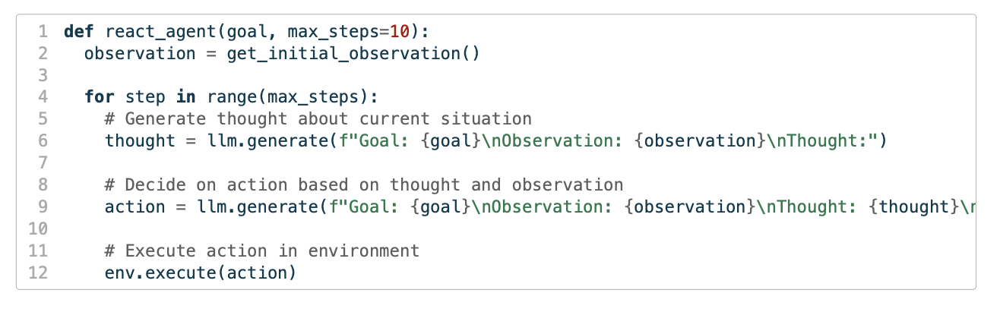 1 def react_agent(goal, max_steps=10):
2   observation = get_initial_observation()
3
4   for step in range(max_steps):
5     # Generate thought about current situation
6     thought = llm.generate(f"Goal: {goal}\nObservation: {observation}\nThought:")
7
8     # Decide on action based on thought and observation
9     action = llm.generate(f"Goal: {goal}\nObservation: {observation}\nThought: {thought}\
10
11     # Execute action in environment
12     env.execute(action)